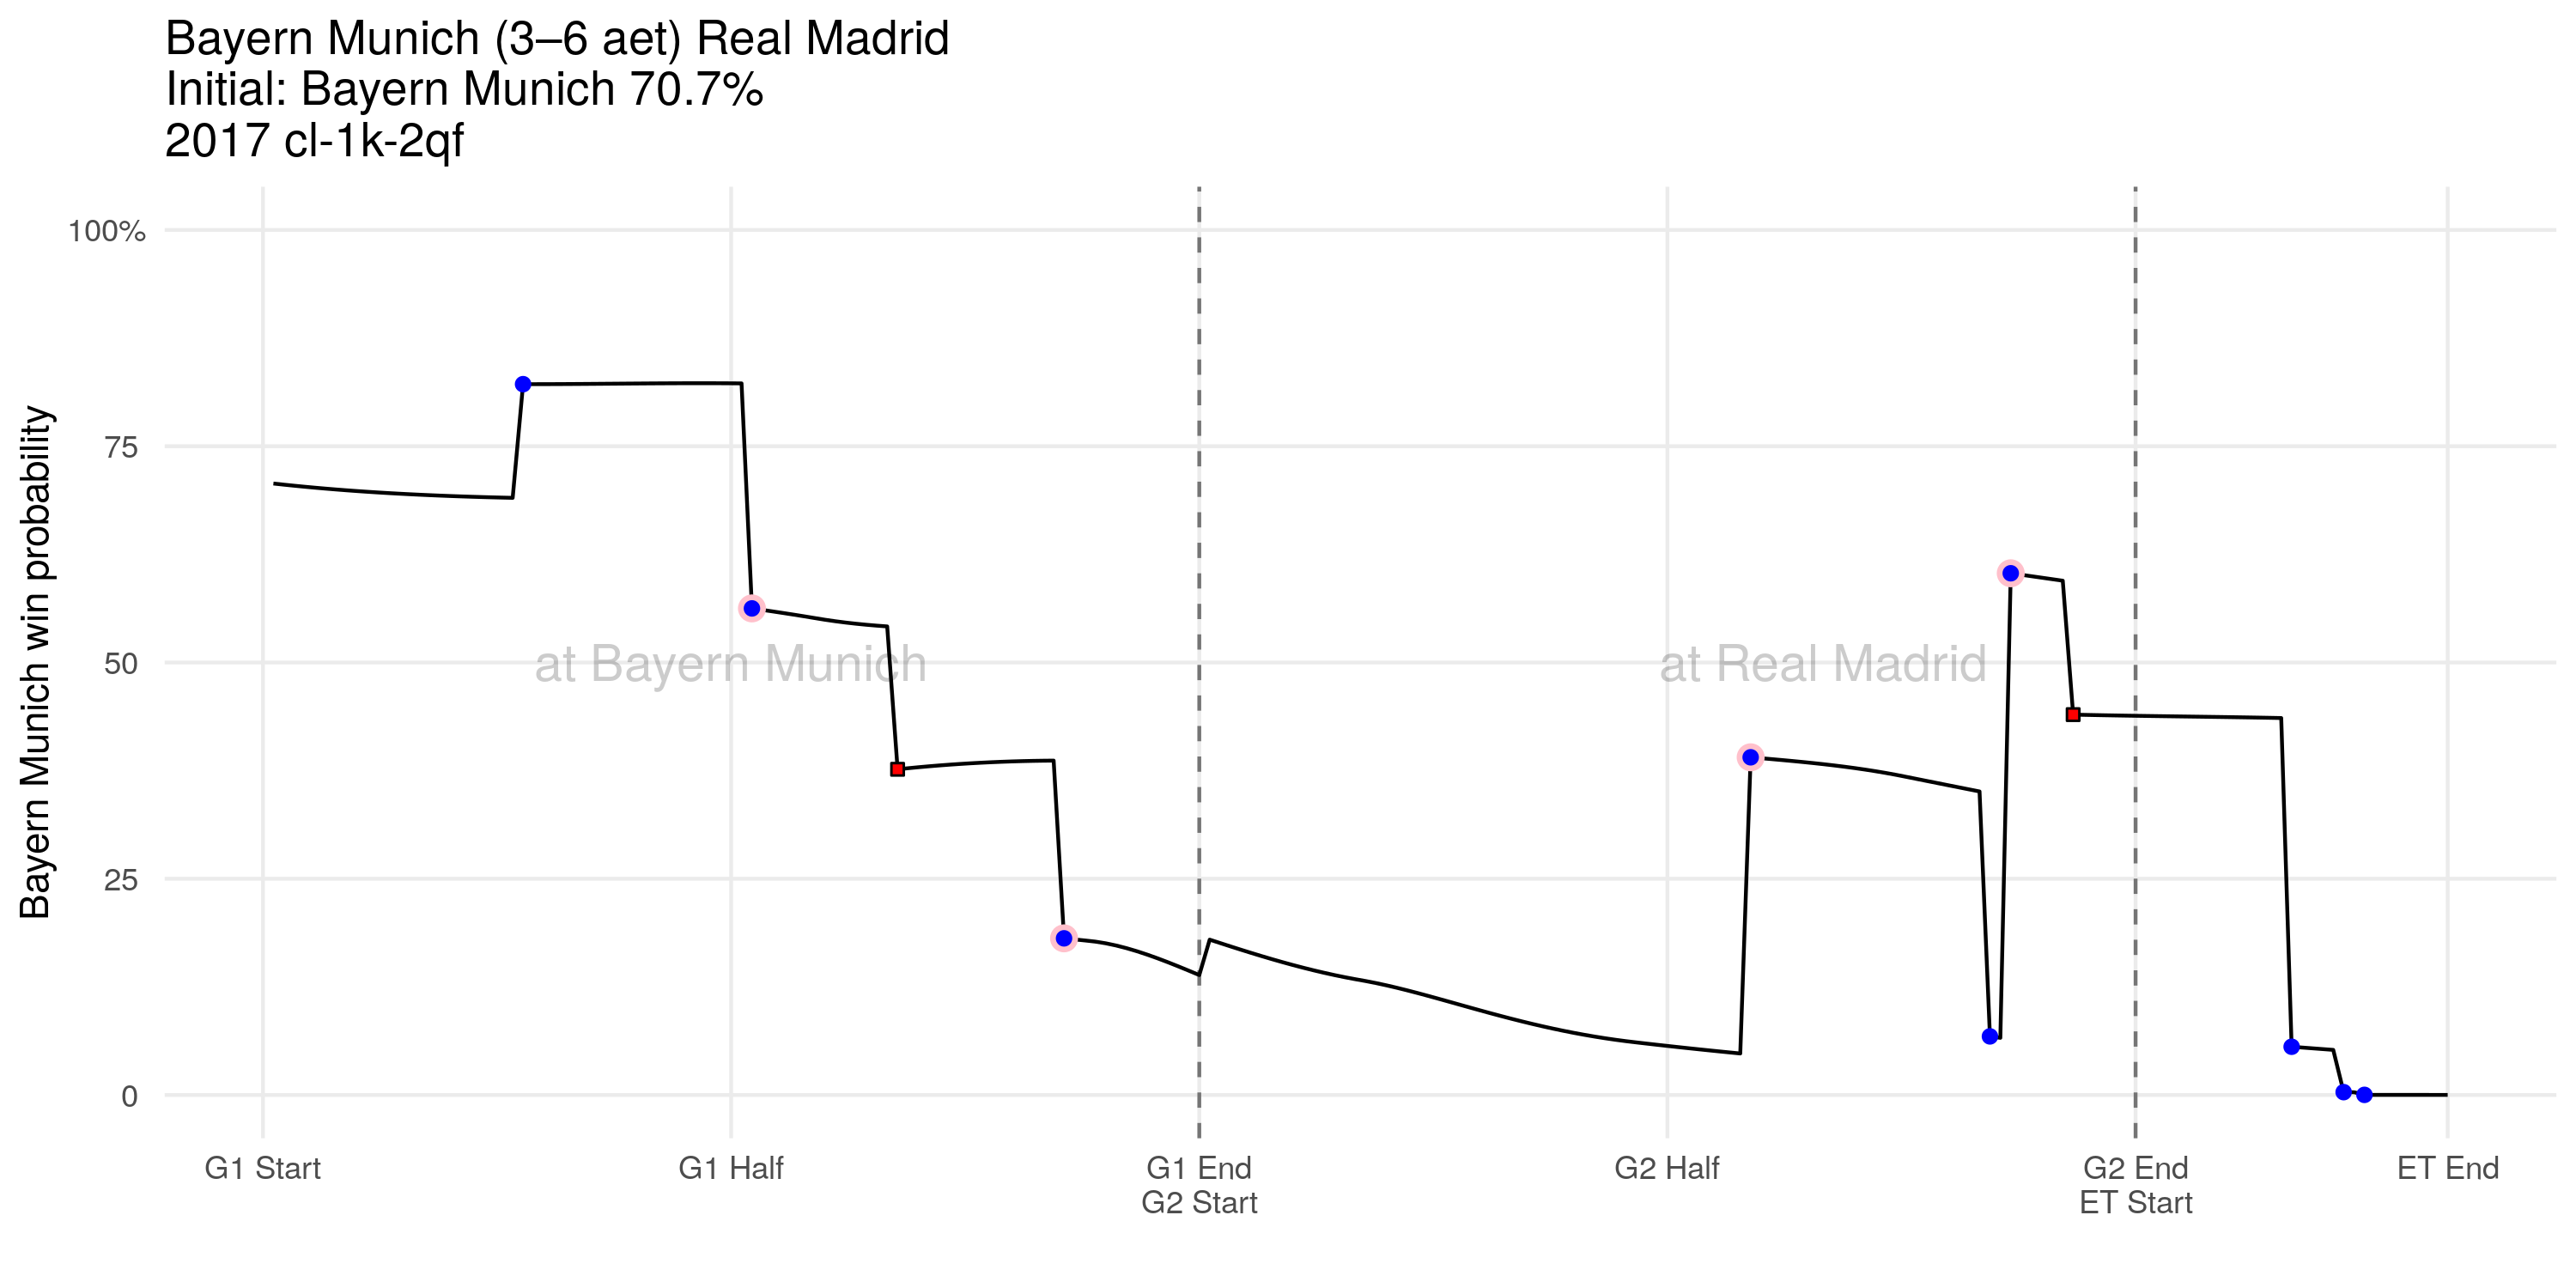 Bayern Munich (3–6 aet) Real Madrid
Initial: Bayern Munich 70.7%
2017 cl-1k-2qf
Bayern Munich win probability
100%
75
50
25
0
at Bayern Munich
at Real Madrid
G1 Start
G1 Half
G1 End
G2 Start
G2 Half
G2 End
ET Start
ET End